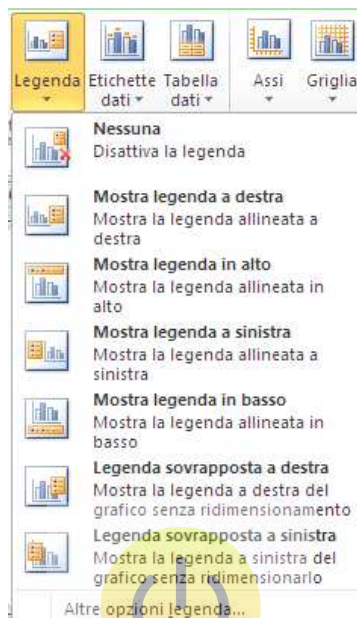 Legenda Etichette dati Tabella dati Assi Griglia
Nessuna
Disattiva la legenda
Mostra legenda a destra
Mostra la legenda allineata a
destra
Mostra legenda in alto
Mostra la legenda allineata in
alto
Mostra legenda a sinistra
Mostra la legenda allineata a
sinistra
Mostra legenda in basso
Mostra la legenda allineata in
basso
Legenda sovrapposta a destra
Mostra la legenda a destra del
grafico senza ridimensionamento
Legenda sovrapposta a sinistra
Mostra la legenda a sinistra del
grafico senza ridimensionarlo
Altre opzioni legenda...